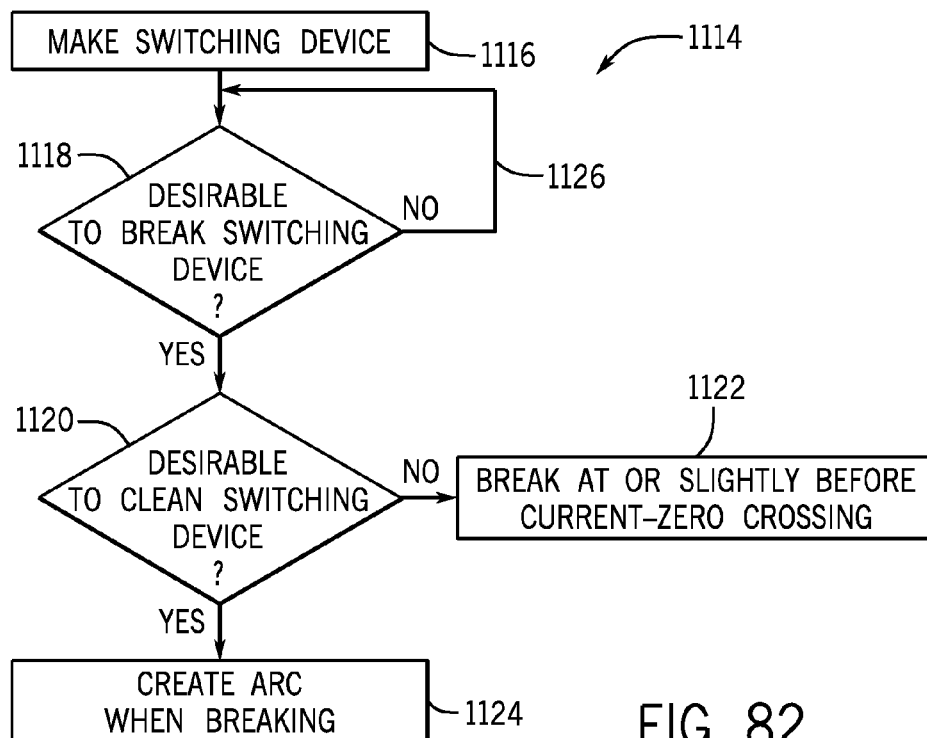 MAKE SWITCHING DEVICE
1116
1114
1118
DESIRABLE
TO BREAK SWITCHING
DEVICE
?
NO
1126
YES
1120
DESIRABLE
TO CLEAN SWITCHING
DEVICE
?
NO
1122
BREAK AT OR SLIGHTLY BEFORE
CURRENT-ZERO CROSSING
YES
CREATE ARC
WHEN BREAKING
1124
FIG. 82